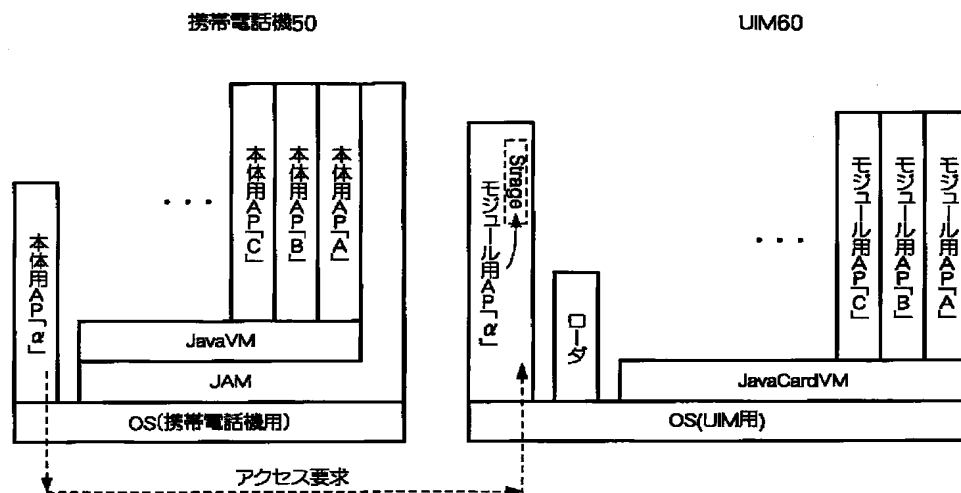 携帯電話機50
UIM60
本体用AP「α」
・・・
本体用AP「C」
本体用AP「B」
本体用AP「A」
JavaVM
JAM
OS(携帯電話機用)
モジュール用AP「α」
Strage
ローダ
・・・
モジュール用AP「C」
モジュール用AP「B」
モジュール用AP「A」
JavaCardVM
OS(UIM用)
アクセス要求